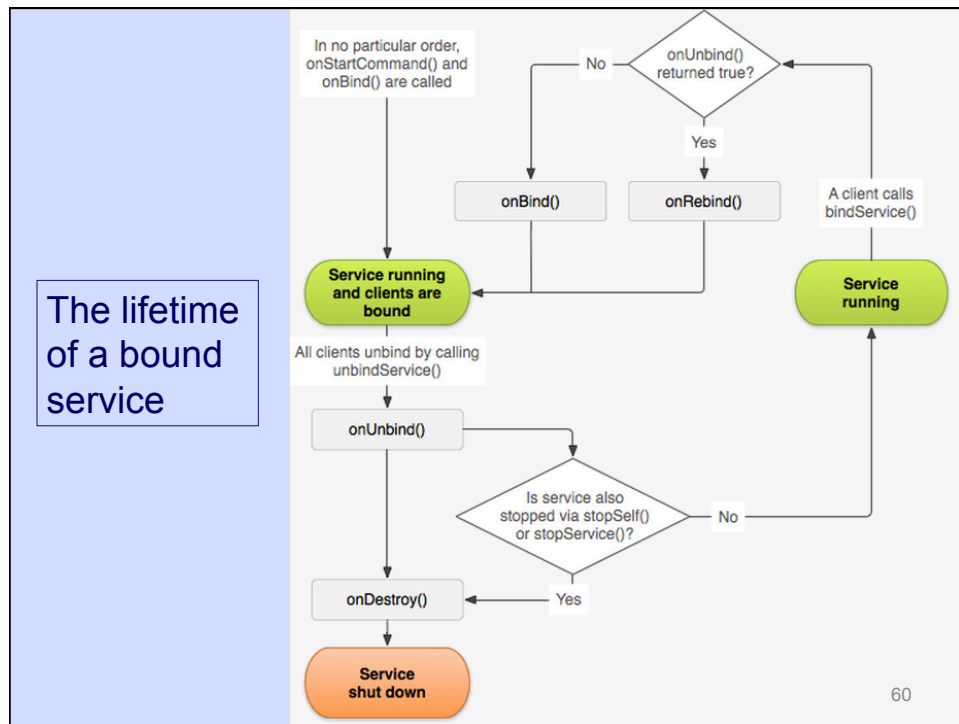 The lifetime
of a bound
service
In no particular order,
onStartCommand() and
onBind() are called
onUnbind()
returned true?
No
Yes
onBind()
onRebind()
A client calls
bindService()
Service running
and clients are
bound
Service
running
All clients unbind by calling
unbindService()
onUnbind()
Is service also
stopped via stopSelf()
or stopService()?
No
Yes
onDestroy()
Service
shut down
60